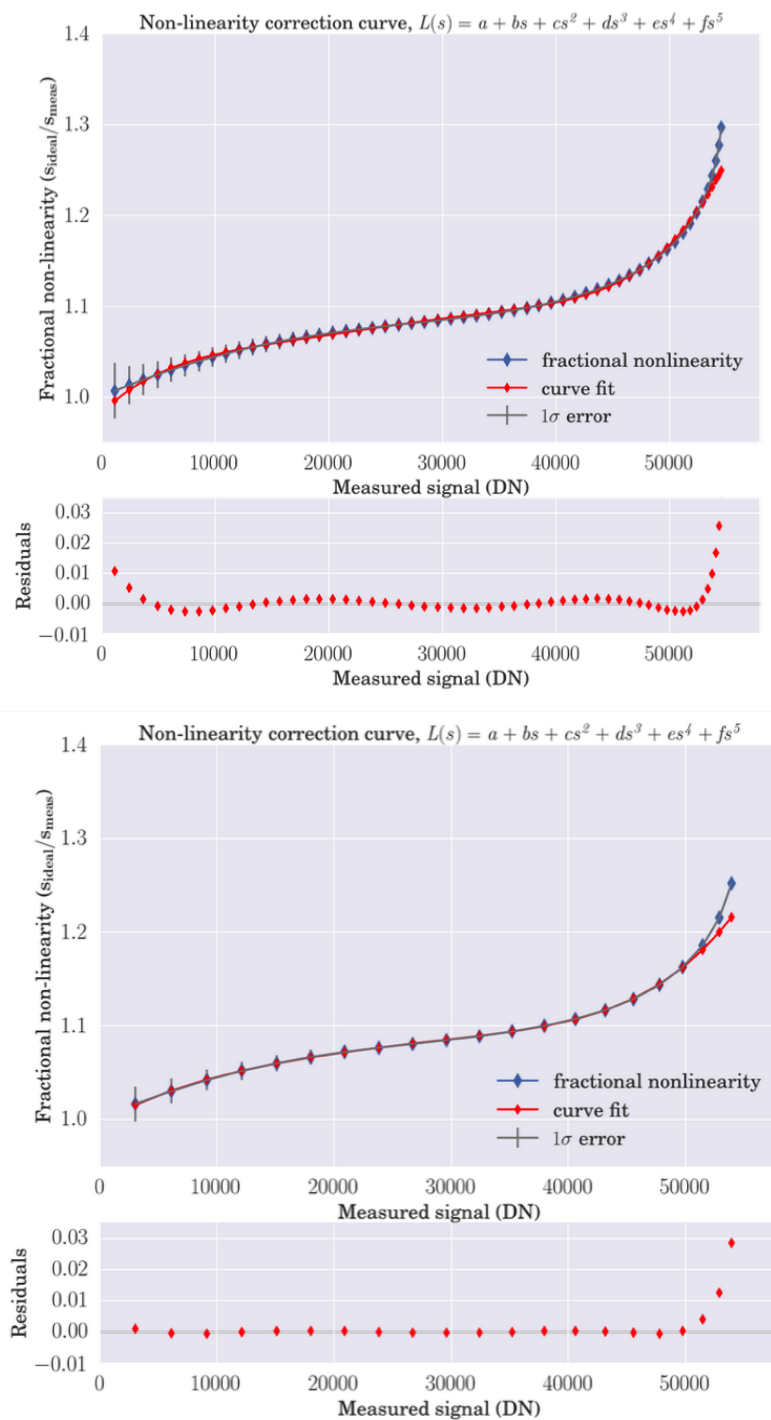 Non-linearity correction curve, L(s) = a + bs + cs² + ds³ + es⁴ + fs⁵
1.4
1.3
1.2
1.1
1.0
Fractional non-linearity (s_ideal/s_meas)
fractional nonlinearity
curve fit
1σ error
0 10000 20000 30000 40000 50000
Measured signal (DN)
0.03
0.02
0.01
0.00
−0.01
Residuals
0 10000 20000 30000 40000 50000
Measured signal (DN)
Non-linearity correction curve, L(s) = a + bs + cs² + ds³ + es⁴ + fs⁵
1.4
1.3
1.2
1.1
1.0
Fractional non-linearity (s_ideal/s_meas)
fractional nonlinearity
curve fit
1σ error
0 10000 20000 30000 40000 50000
Measured signal (DN)
0.03
0.02
0.01
0.00
−0.01
Residuals
0 10000 20000 30000 40000 50000
Measured signal (DN)